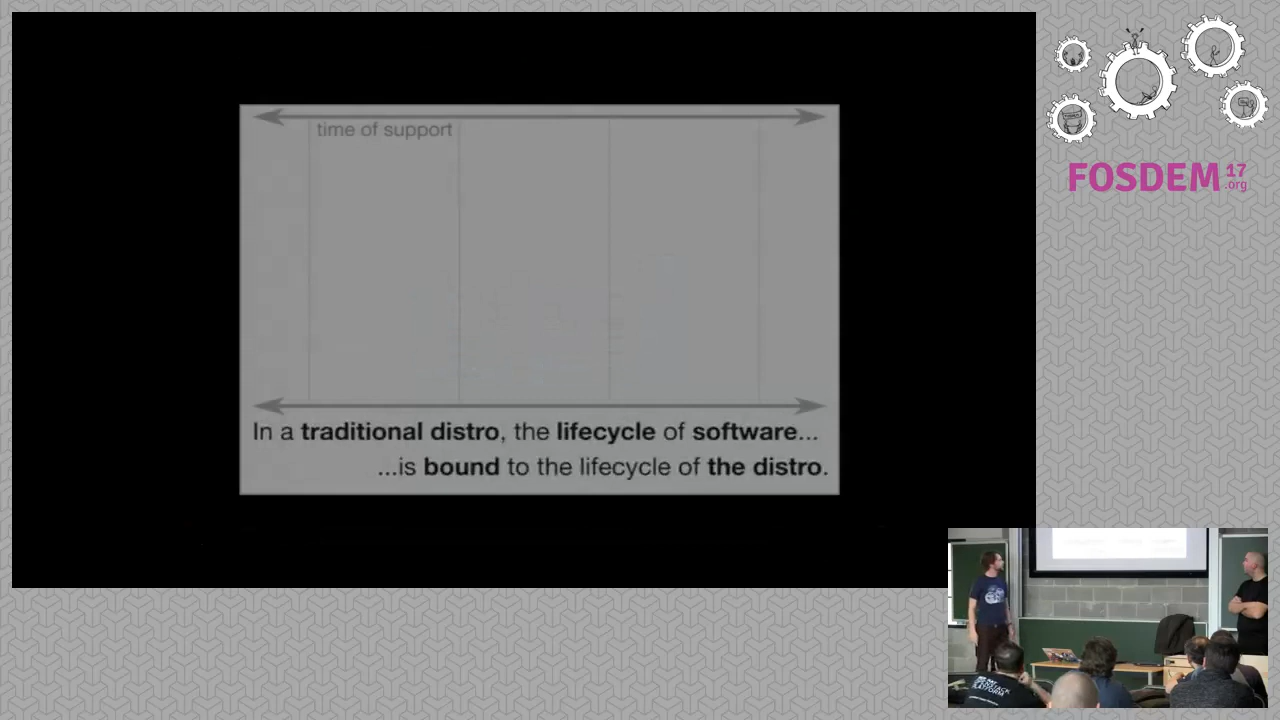 time of support
In a traditional distro, the lifecycle of software...
...is bound to the lifecycle of the distro.
FOSDEM 17
.org